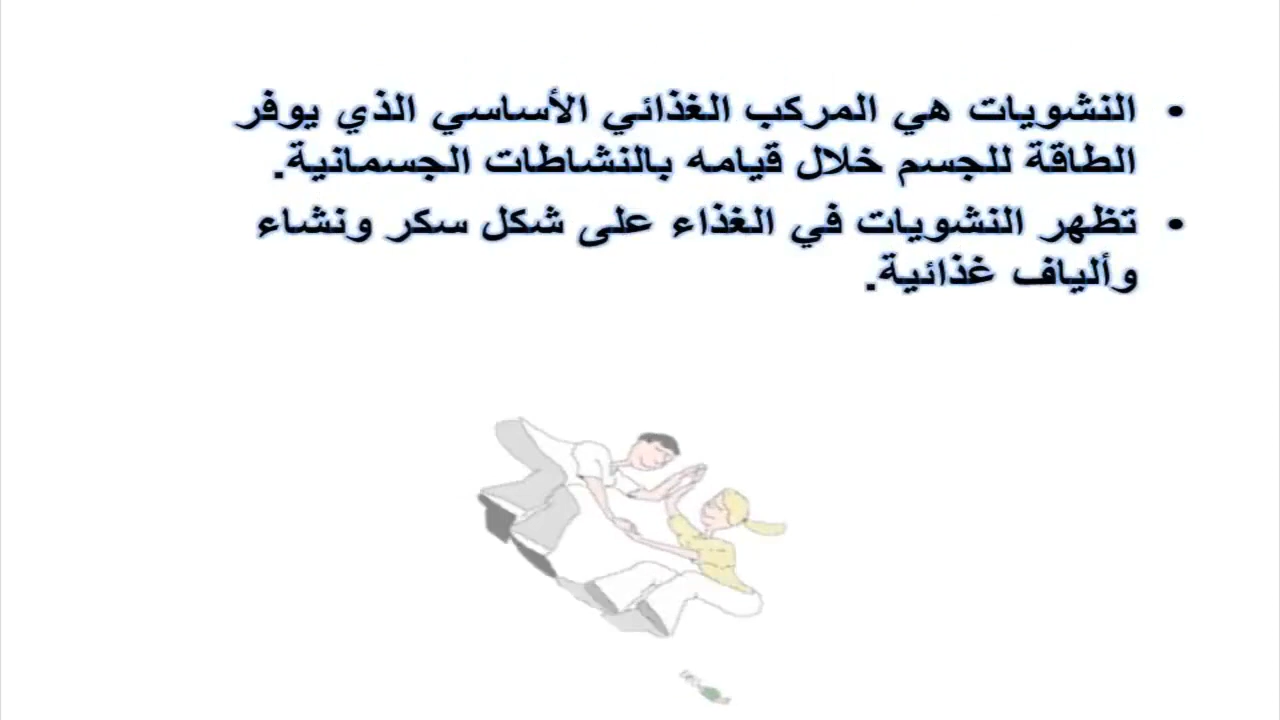 • النشويات هي المركب الغذائي الأساسي الذي يوفر
الطاقة للجسم خلال قيامه بالنشاطات الجسمانية.
• تظهر النشويات في الغذاء على شكل سكر ونشاء
وألياف غذائية.